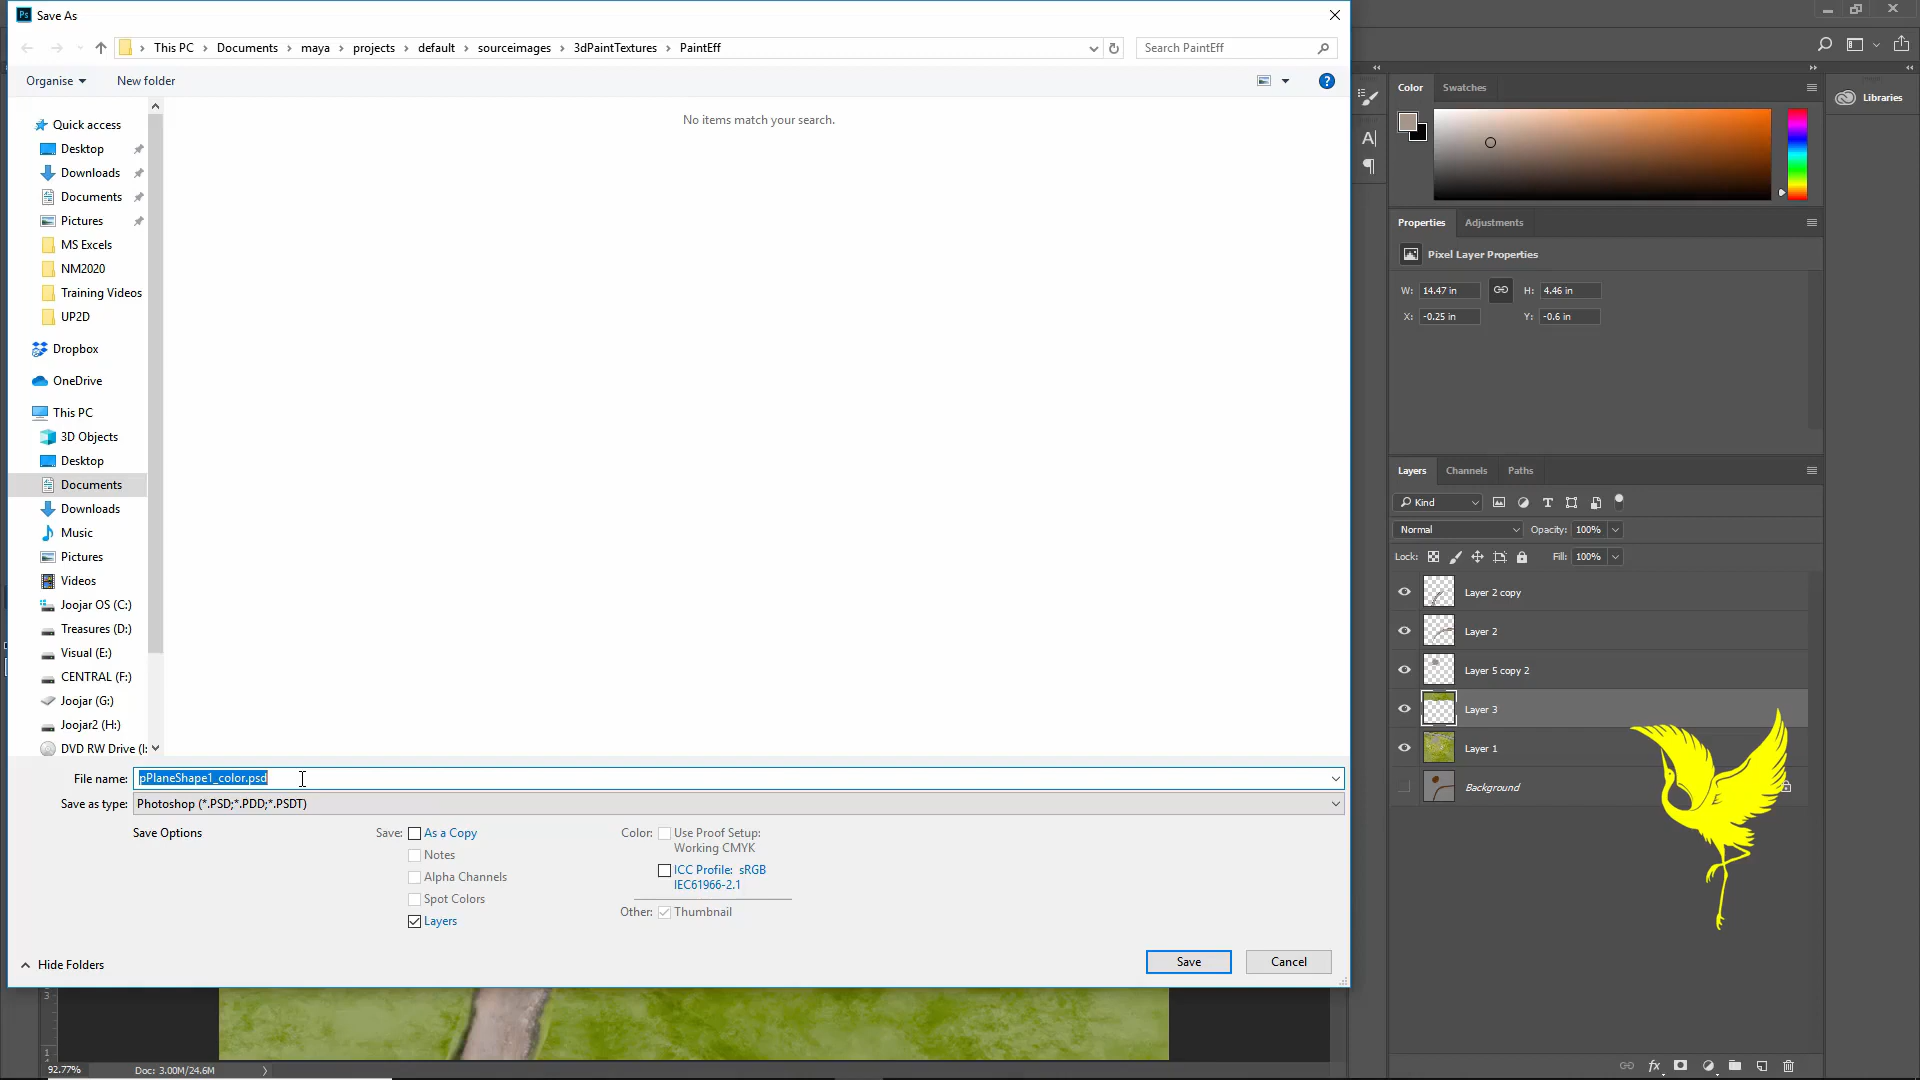 Save As
This PC > Documents > maya > projects > default > sourceimages > 3dPaintTextures > PaintEff
Search PaintEff
Organise
New folder
No items match your search.
Quick access
Desktop
Downloads
Documents
Pictures
MS Excels
NM2020
Training Videos
UP2D
Dropbox
OneDrive
This PC
3D Objects
Desktop
Documents
Downloads
Music
Pictures
Videos
Joojar OS (C:)
Treasures (D:)
Visual (E:)
CENTRAL (F:)
Joojar (G:)
Joojar2 (H:)
DVD RW Drive (I:
File name: pPlaneShape1_color.psd
Save as type: Photoshop (*.PSD;*.PDD;*.PSDT)
Save Options
Save: As a Copy
Notes
Alpha Channels
Spot Colors
Layers
Color: Use Proof Setup:
Working CMYK
ICC Profile: sRGB
IEC61966-2.1
Other: Thumbnail
Hide Folders
Save
Cancel
92.77%
Doc: 3.00M/24.6M
Color
Swatches
Libraries
Properties
Adjustments
Pixel Layer Properties
W: 14.47 in
H: 4.46 in
X: -0.25 in
Y: -0.6 in
Layers
Channels
Paths
Kind
Normal
Opacity: 100%
Lock:
Fill: 100%
Layer 2 copy
Layer 2
Layer 5 copy 2
Layer 3
Layer 1
Background